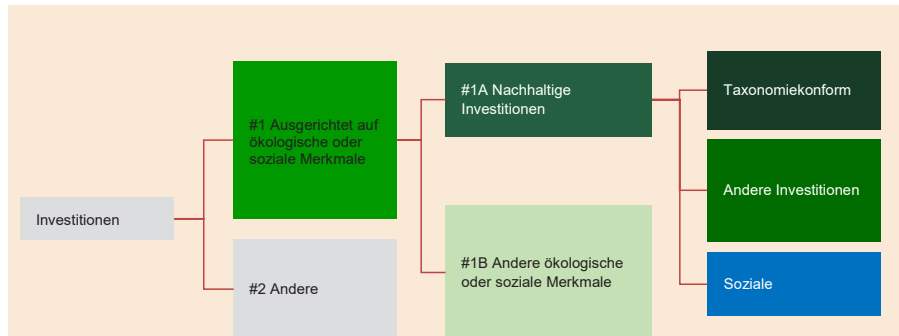 Investitionen
#1 Ausgerichtet auf
ökologische oder
soziale Merkmale
#2 Andere
#1A Nachhaltige
Investitionen
#1B Andere ökologische
oder soziale Merkmale
Taxonomiekonform
Andere Investitionen
Soziale